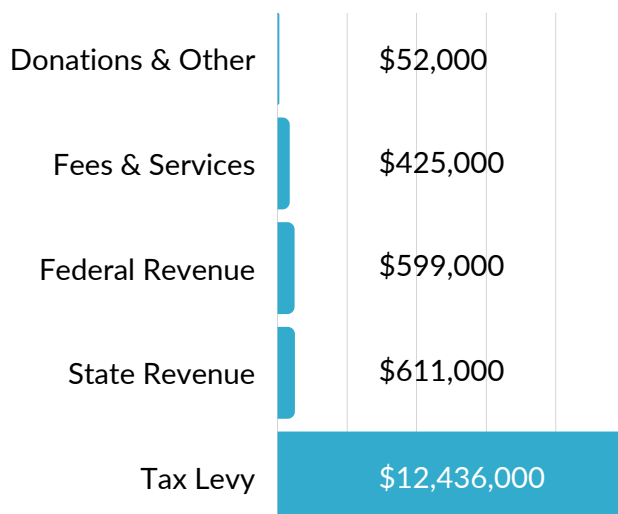 Donations & Other $52,000
Fees & Services $425,000
Federal Revenue $599,000
State Revenue $611,000
Tax Levy $12,436,000